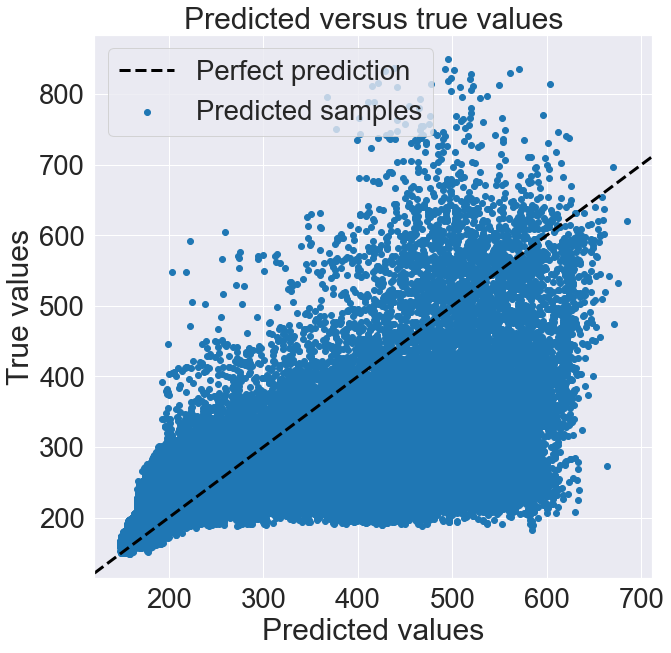 Predicted versus true values
Perfect prediction
Predicted samples
800
700
600
500
400
300
200
True values
200 300 400 500 600 700
Predicted values